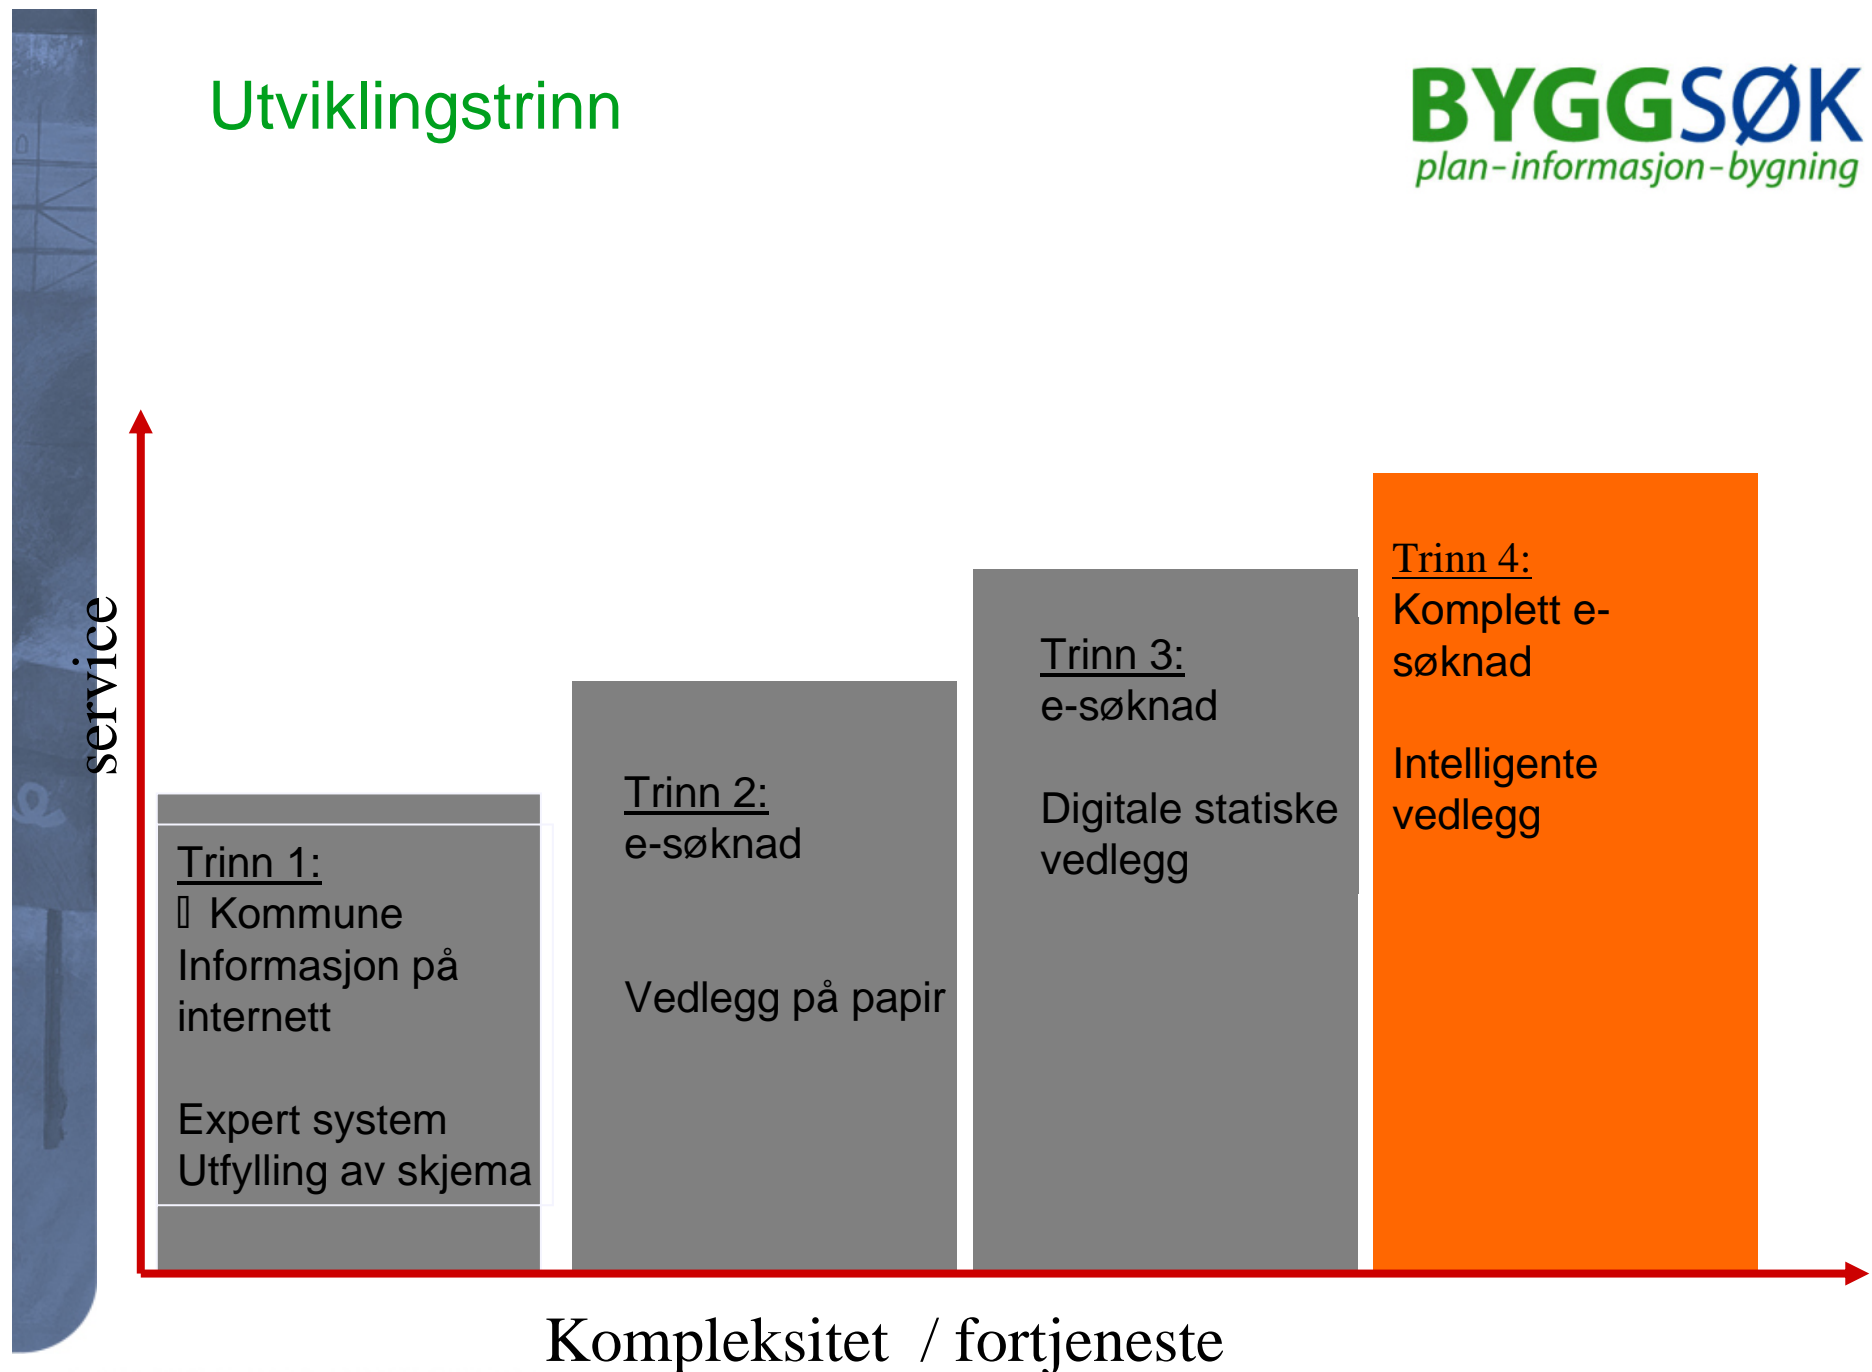 Utviklingstrinn
BYGGSØK
plan-informasjon-bygning
service
Trinn 1:
Kommune
Informasjon på
internett
Expert system
Utfylling av skjema
Trinn 2:
e-søknad
Vedlegg på papir
Trinn 3:
e-søknad
Digitale statiske
vedlegg
Trinn 4:
Komplett e-
søknad
Intelligente
vedlegg
Kompleksitet / fortjeneste